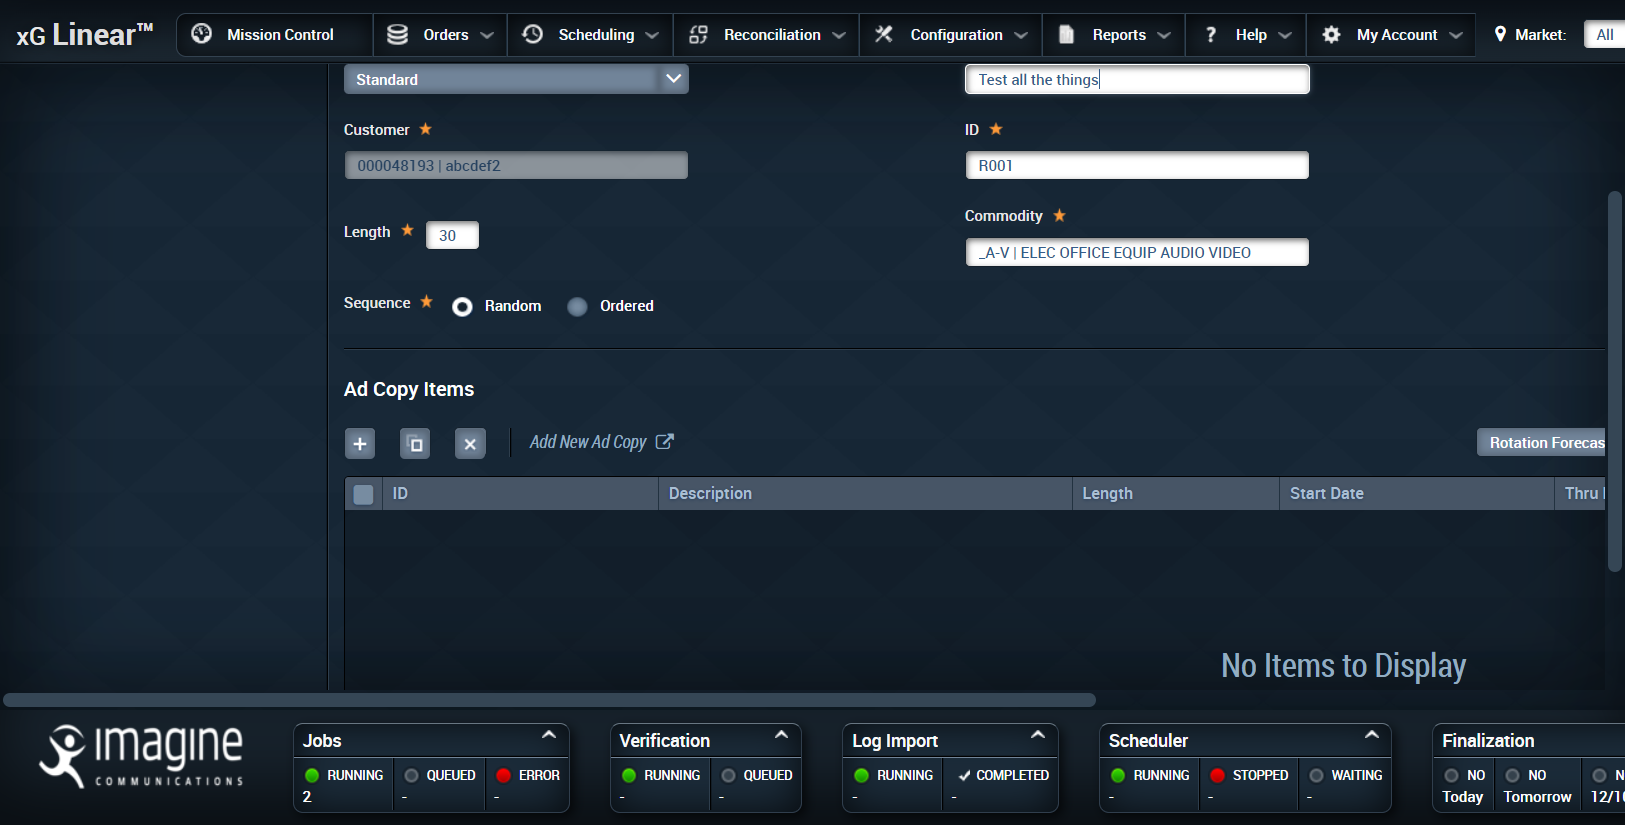 xG Linear™
Mission Control
Orders
Scheduling
Reconciliation
Configuration
Reports
? Help
My Account
Market:
All
Standard
Test all the things
Customer
ID
000048193 | abcdef2
R001
Commodity
Length
30
_A-V | ELEC OFFICE EQUIP AUDIO VIDEO
Sequence
Random
Ordered
Ad Copy Items
Add New Ad Copy
Rotation Forecas
ID
Description
Length
Start Date
Thru
No Items to Display
imagine
COMMUNICATIONS
Jobs
RUNNING
QUEUED
ERROR
2
-
-
Verification
RUNNING
QUEUED
-
-
Log Import
RUNNING
COMPLETED
-
-
Scheduler
RUNNING
STOPPED
WAITING
-
-
-
Finalization
NO
NO
N
Today
Tomorrow